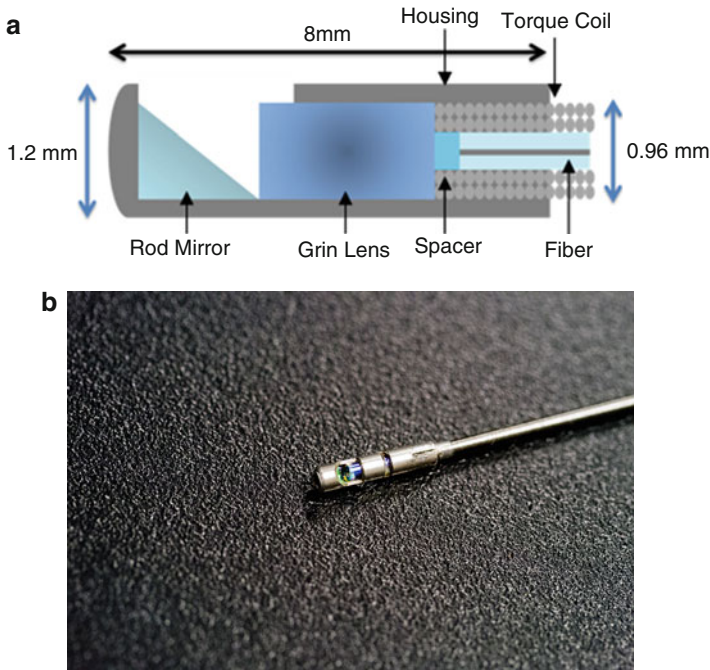 a
8mm
Housing
Torque Coil
1.2 mm
0.96 mm
Rod Mirror
Grin Lens
Spacer
Fiber
b